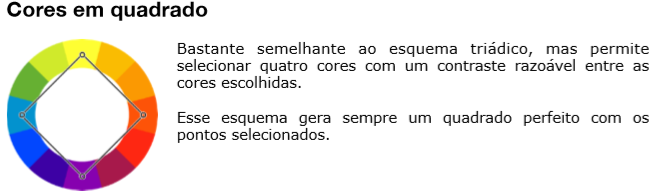 Cores em quadrado
Bastante semelhante ao esquema triádico, mas permite
selecionar quatro cores com um contraste razoável entre as
cores escolhidas.
Esse esquema gera sempre um quadrado perfeito com os
pontos selecionados.